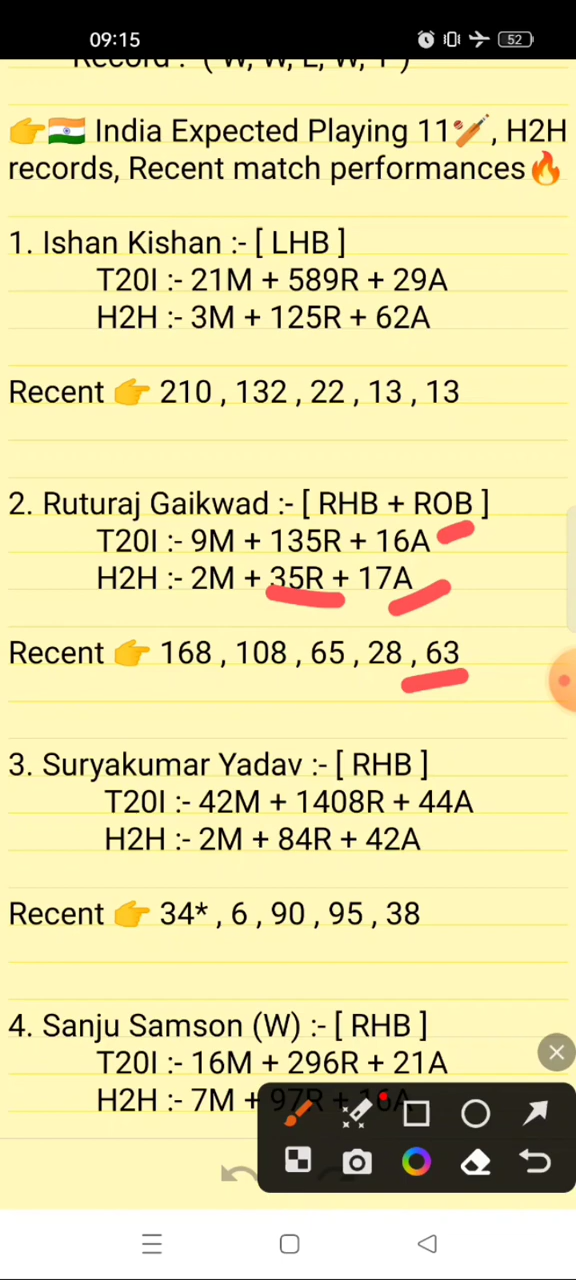 09:15
52
Record : ( W, W, L, W, T )
👉🇮🇳 India Expected Playing 11🏏, H2H
records, Recent match performances🔥
1. Ishan Kishan :- [ LHB ]
T20I :- 21M + 589R + 29A
H2H :- 3M + 125R + 62A
Recent 👉 210 , 132 , 22 , 13 , 13
2. Ruturaj Gaikwad :- [ RHB + ROB ]
T20I :- 9M + 135R + 16A
H2H :- 2M + 35R + 17A
Recent 👉 168 , 108 , 65 , 28 , 63
3. Suryakumar Yadav :- [ RHB ]
T20I :- 42M + 1408R + 44A
H2H :- 2M + 84R + 42A
Recent 👉 34* , 6 , 90 , 95 , 38
4. Sanju Samson (W) :- [ RHB ]
T20I :- 16M + 296R + 21A
H2H :- 7M + 97R + 16A